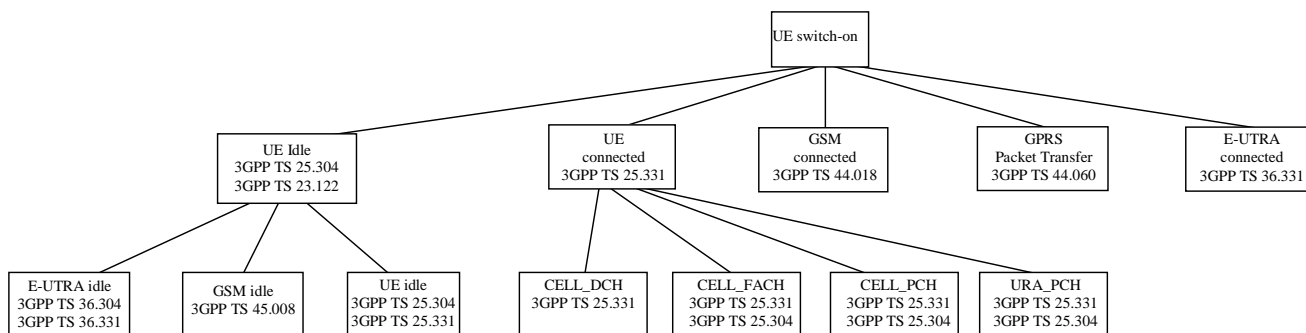 UE switch-on
UE Idle
3GPP TS 25.304
3GPP TS 23.122
UE
connected
3GPP TS 25.331
GSM
connected
3GPP TS 44.018
GPRS
Packet Transfer
3GPP TS 44.060
E-UTRA
connected
3GPP TS 36.331
E-UTRA idle
3GPP TS 36.304
3GPP TS 36.331
GSM idle
3GPP TS 45.008
UE idle
3GPP TS 25.304
3GPP TS 25.331
CELL_DCH
3GPP TS 25.331
CELL_FACH
3GPP TS 25.331
3GPP TS 25.304
CELL_PCH
3GPP TS 25.331
3GPP TS 25.304
URA_PCH
3GPP TS 25.331
3GPP TS 25.304